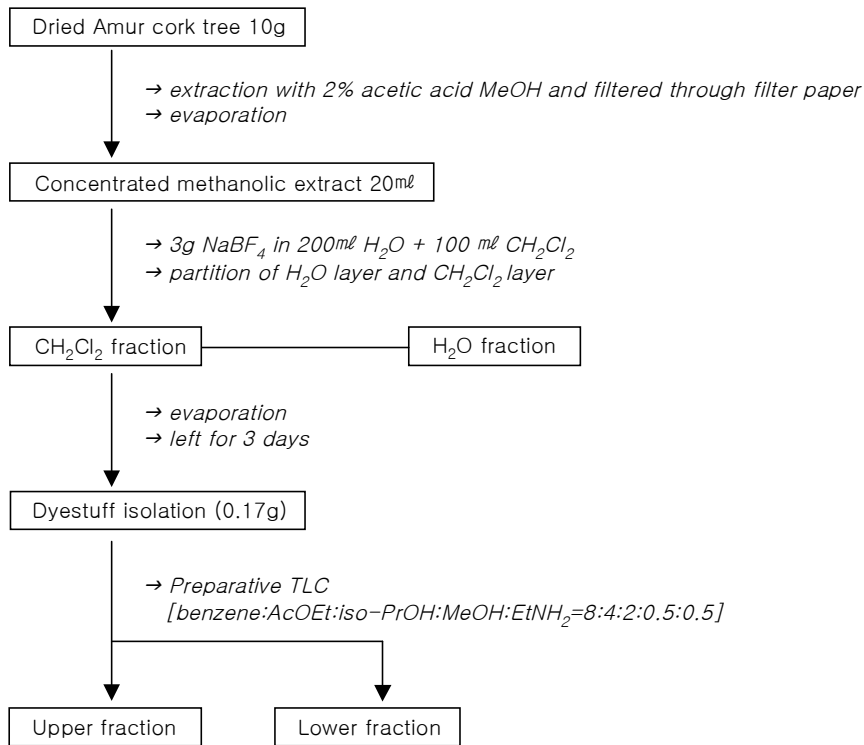 Dried Amur cork tree 10g
→ extraction with 2% acetic acid MeOH and filtered through filter paper
→ evaporation
Concentrated methanolic extract 20㎖
→ 3g NaBF₄ in 200㎖ H₂O + 100 ㎖ CH₂Cl₂
→ partition of H₂O layer and CH₂Cl₂ layer
CH₂Cl₂ fraction
H₂O fraction
→ evaporation
→ left for 3 days
Dyestuff isolation (0.17g)
→ Preparative TLC
[benzene:AcOEt:iso-PrOH:MeOH:EtNH₂=8:4:2:0.5:0.5]
Upper fraction
Lower fraction